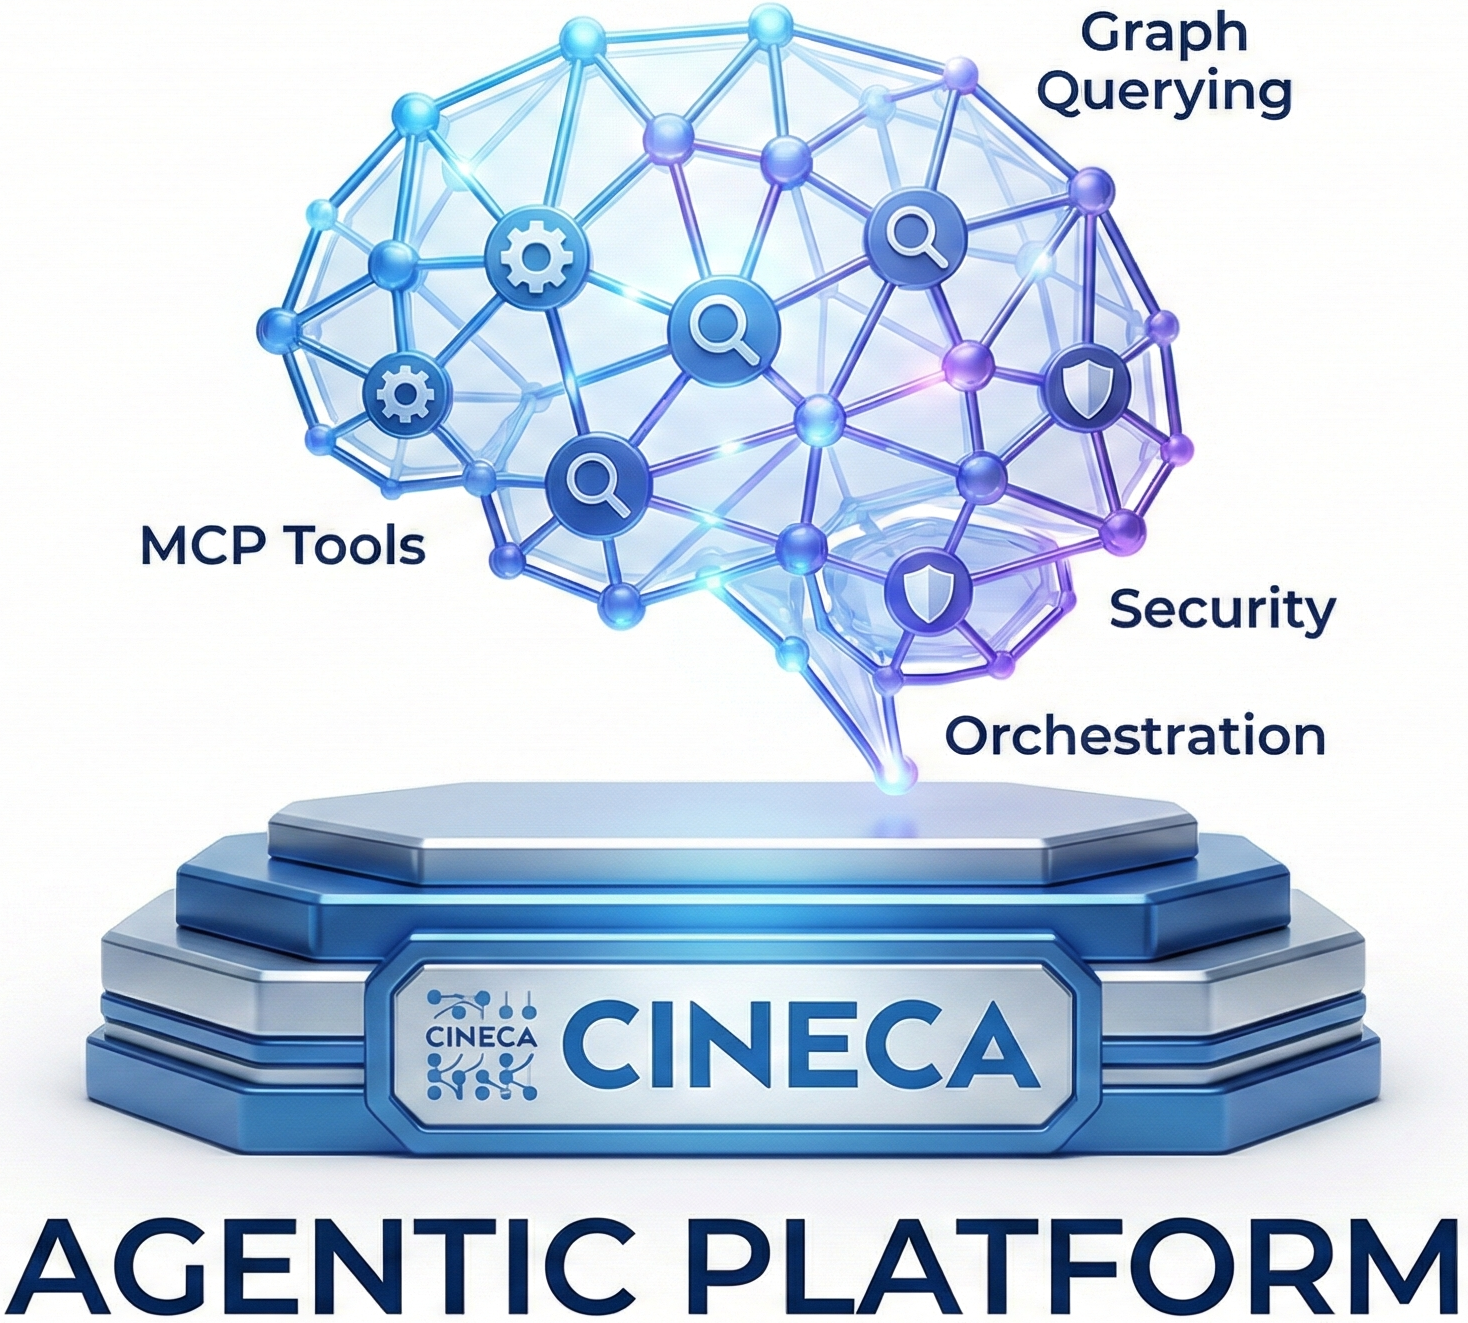 Graph
Querying
MCP Tools
Security
Orchestration
CINECA
CINECA
AGENTIC PLATFORM